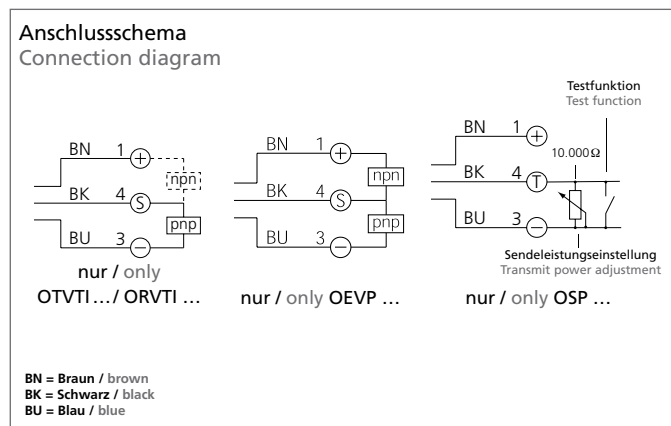 Anschlussschema
Connection diagram
BN 1 +
npn
BK 4 S
pnp
BU 3 −
nur / only
OTVTI ... / ORVTI ...
BN 1 +
npn
BK 4 S
pnp
BU 3 −
nur / only OEVP ...
Testfunktion
Test function
BN 1 +
10.000 Ω
BK 4 T
BU 3 −
Sendeleistungseinstellung
Transmit power adjustment
nur / only OSP ...
BN = Braun / brown
BK = Schwarz / black
BU = Blau / blue